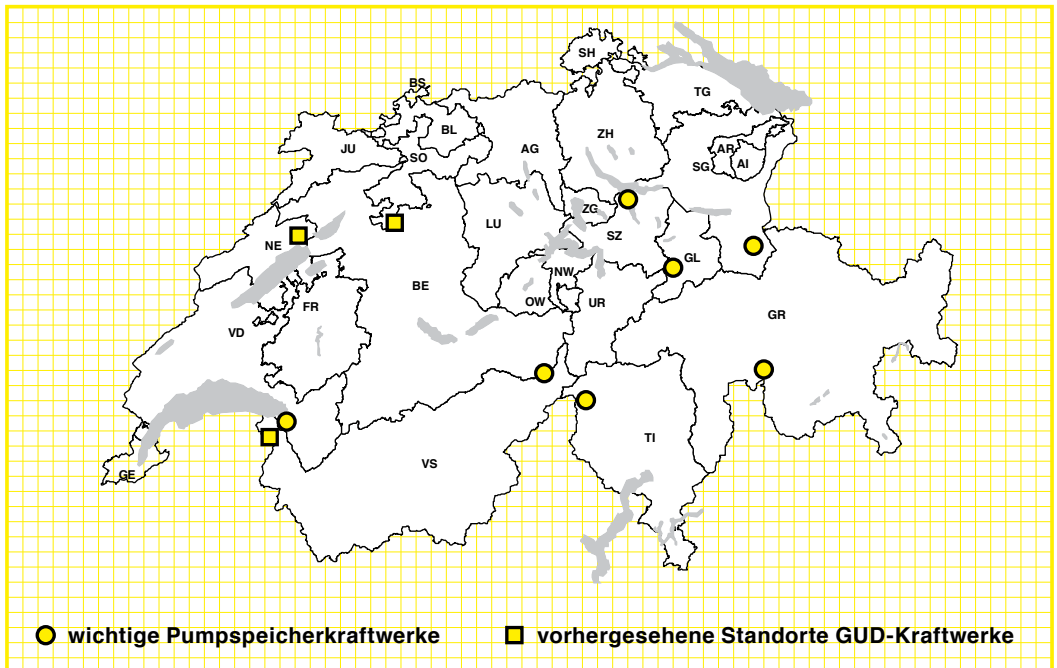 SH
BS
TG
BL
ZH
JU
SO
AG
AR
AI
SG
ZG
LU
SZ
NE
GL
NW
BE
OW
UR
FR
GR
VD
TI
VS
GE
wichtige Pumpspeicherkraftwerke
vorhergesehene Standorte GUD-Kraftwerke